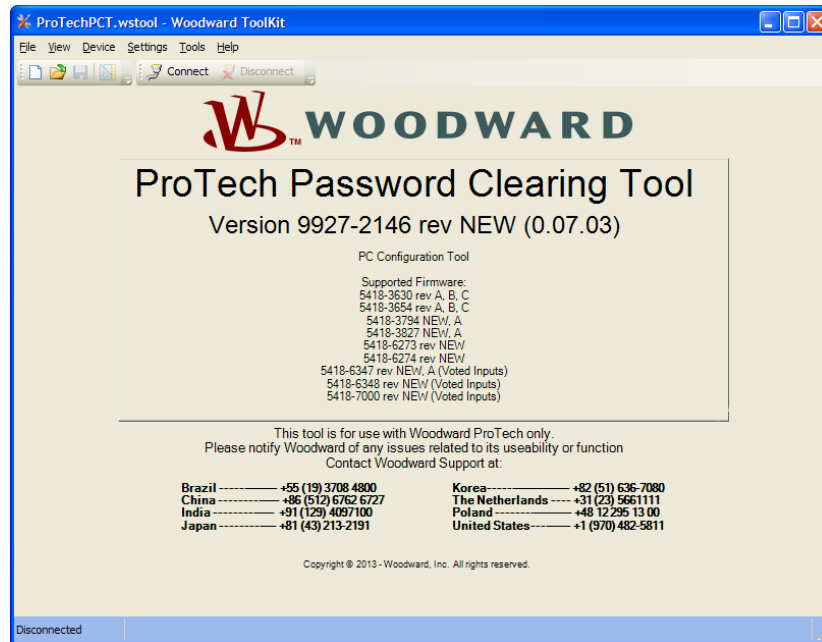 ProTechPCT.wstool - Woodward ToolKit
File View Device Settings Tools Help
Connect Disconnect
WOODWARD
TM
ProTech Password Clearing Tool
Version 9927-2146 rev NEW (0.07.03)
PC Configuration Tool
Supported Firmware:
5418-3630 rev A, B, C
5418-3654 rev A, B, C
5418-3794 NEW, A
5418-3827 NEW, A
5418-6273 rev NEW
5418-6274 rev NEW
5418-6347 rev NEW, A (Voted Inputs)
5418-6348 rev NEW (Voted Inputs)
5418-7000 rev NEW (Voted Inputs)
This tool is for use with Woodward ProTech only.
Please notify Woodward of any issues related to its useability or function
Contact Woodward Support at:
Brazil ---------- +55 (19) 3708 4800
China ---------- +86 (512) 6762 6727
India ---------- +91 (129) 4097100
Japan ---------- +81 (43) 213-2191
Korea ---------- +82 (51) 636-7080
The Netherlands ---- +31 (23) 5661111
Poland ---------- +48 12 295 13 00
United States ------ +1 (970) 482-5811
Copyright © 2013 - Woodward, Inc. All rights reserved.
Disconnected